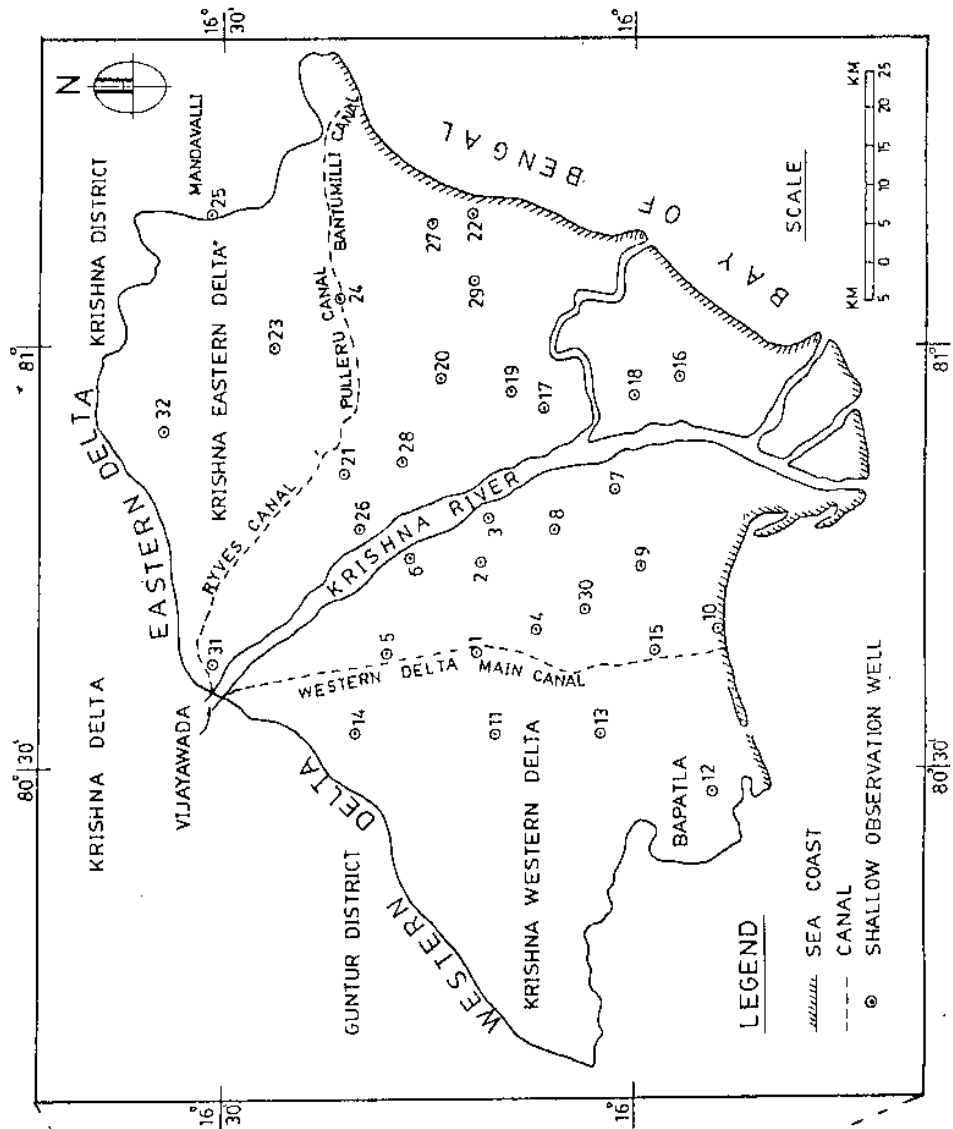 80° 30'
81°
16° 30'
16° 30'
16°
16°
80° 30'
81°
N
KRISHNA DELTA
KRISHNA DISTRICT
EASTERN DELTA
VIJAYAWADA
MANDAVALLI
KRISHNA EASTERN DELTA
RYVES CANAL
PULLERU CANAL
BANTUMILLI CANAL
GUNTUR DISTRICT
WESTERN DELTA
KRISHNA RIVER
WESTERN DELTA MAIN CANAL
KRISHNA WESTERN DELTA
BAPATLA
BAY OF BENGAL
31
32
25
23
24
21
26
28
27
22
29
20
19
17
18
16
14
5
6
3
2
1
11
4
8
7
30
9
13
15
10
12
LEGEND
SEA COAST
CANAL
SHALLOW OBSERVATION WELL
SCALE
KM 5 0 5 10 15 20 25 KM